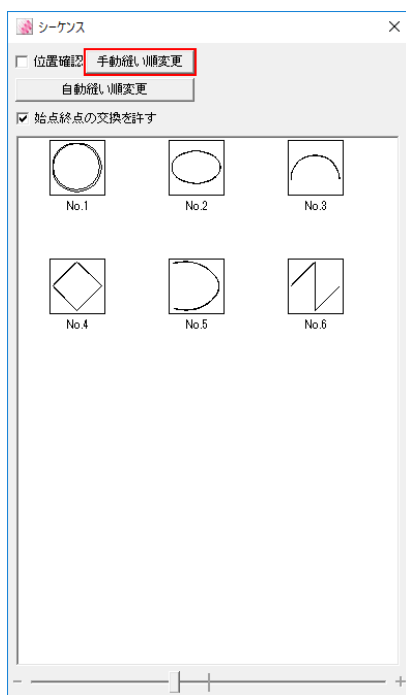 シーケンス
位置確認 手動縫い順変更
自動縫い順変更
始点終点の交換を許す
No.1 No.2 No.3
No.4 No.5 No.6
- +